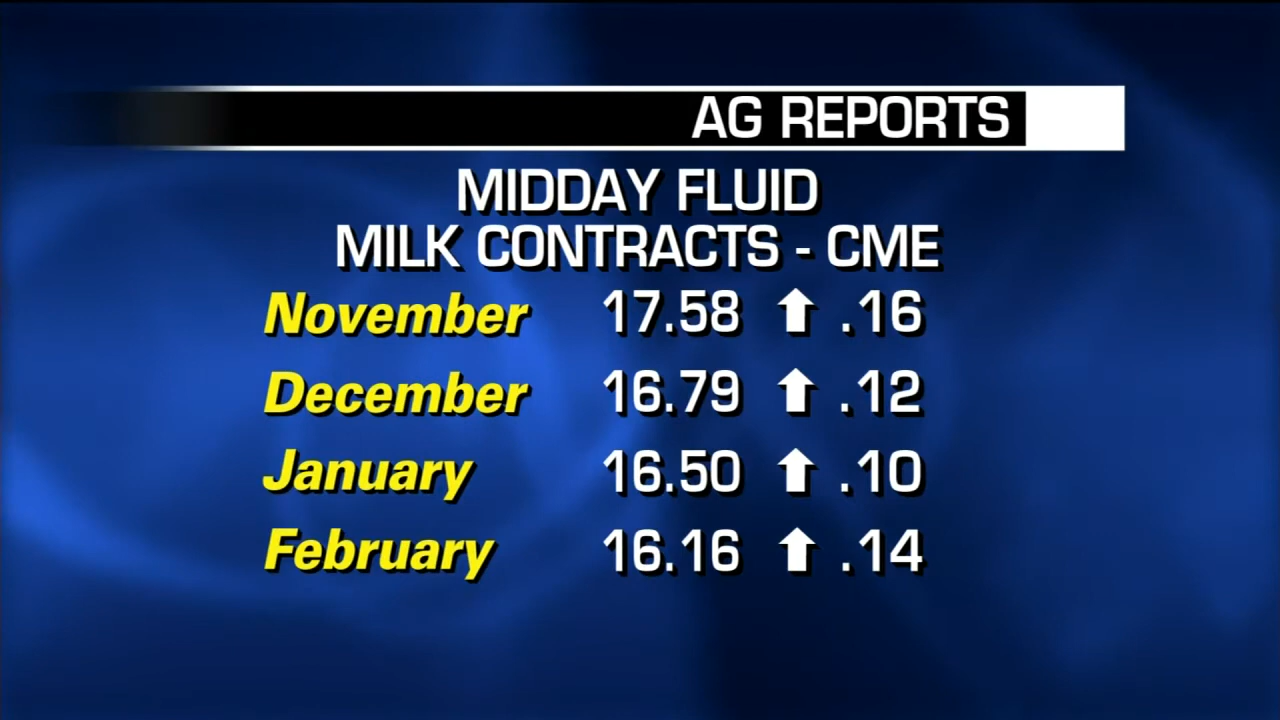 AG REPORTS
MIDDAY FLUID
MILK CONTRACTS - CME
November 17.58 ⬆ .16
December 16.79 ⬆ .12
January 16.50 ⬆ .10
February 16.16 ⬆ .14